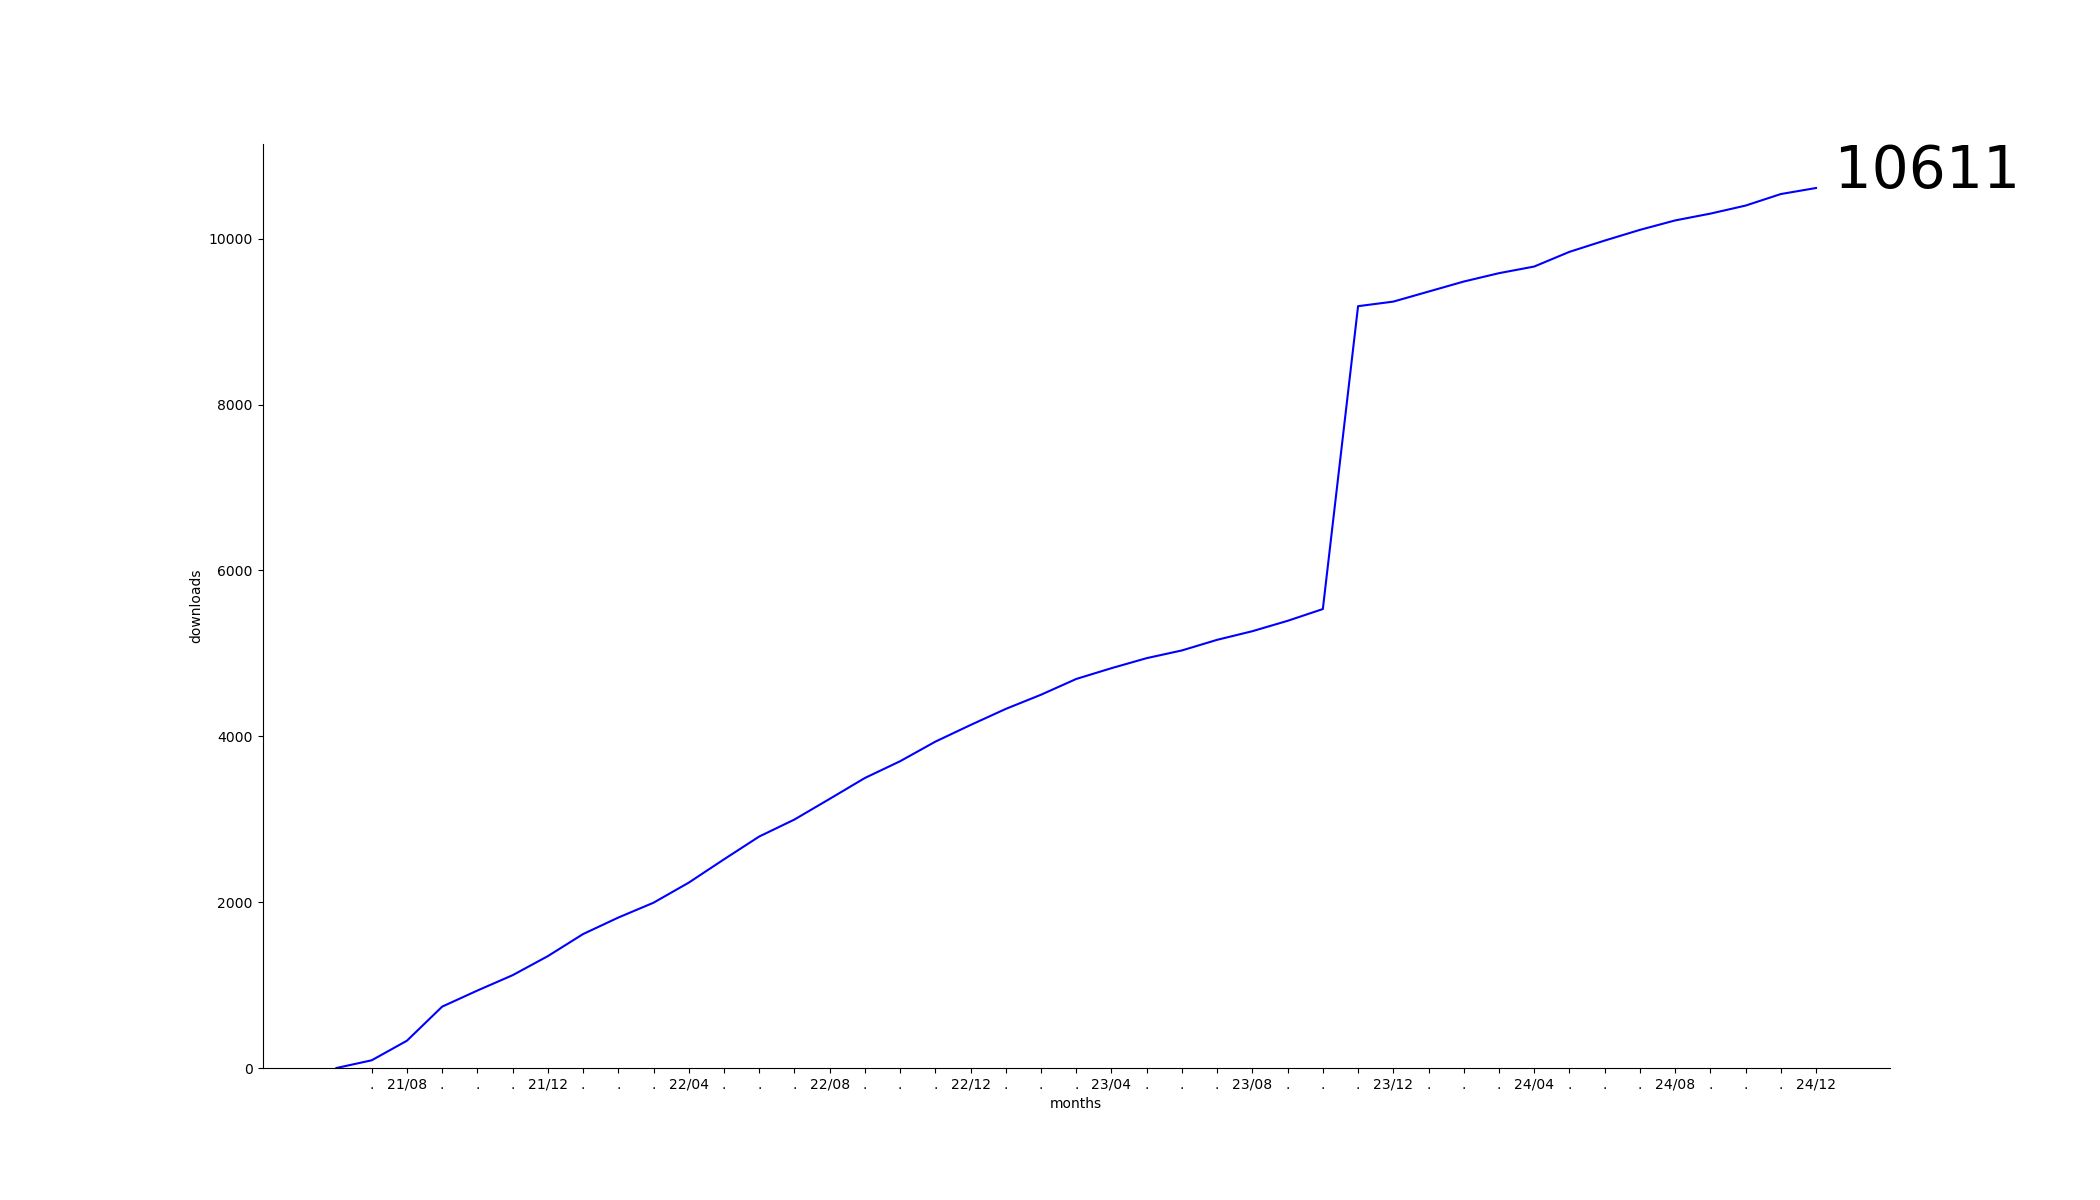 10611
10000
8000
6000
4000
2000
0
downloads
. 21/08 . . . 21/12 . . . 22/04 . . . 22/08 . . . 22/12 . . . 23/04 . . . 23/08 . . . 23/12 . . . 24/04 . . . 24/08 . . . 24/12
months